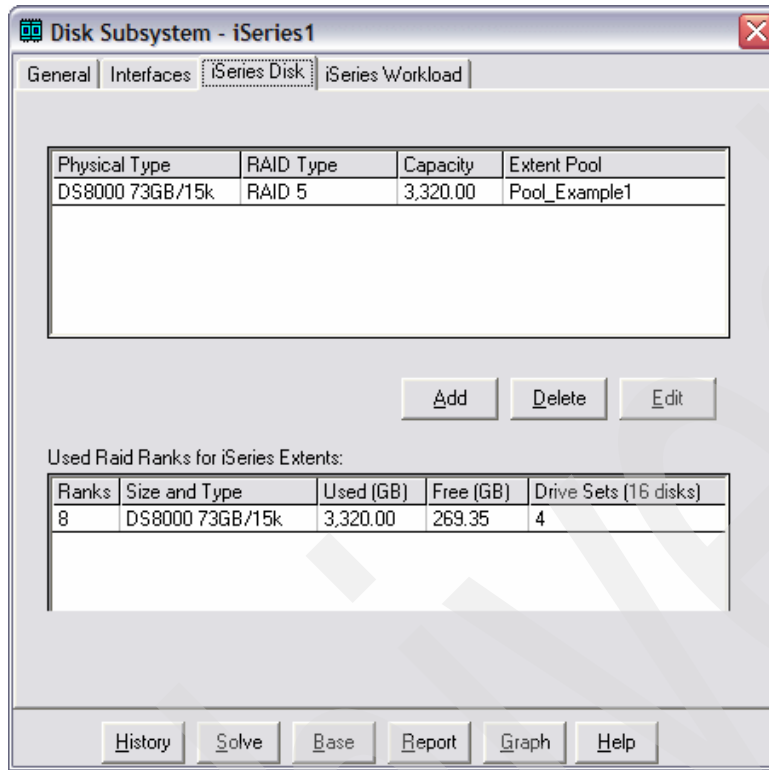 Disk Subsystem - iSeries1
General Interfaces iSeries Disk iSeries Workload
Physical Type RAID Type Capacity Extent Pool
DS8000 73GB/15k RAID 5 3,320.00 Pool_Example1
Add Delete Edit
Used Raid Ranks for iSeries Extents:
Ranks Size and Type Used (GB) Free (GB) Drive Sets (16 disks)
8 DS8000 73GB/15k 3,320.00 269.35 4
History Solve Base Report Graph Help